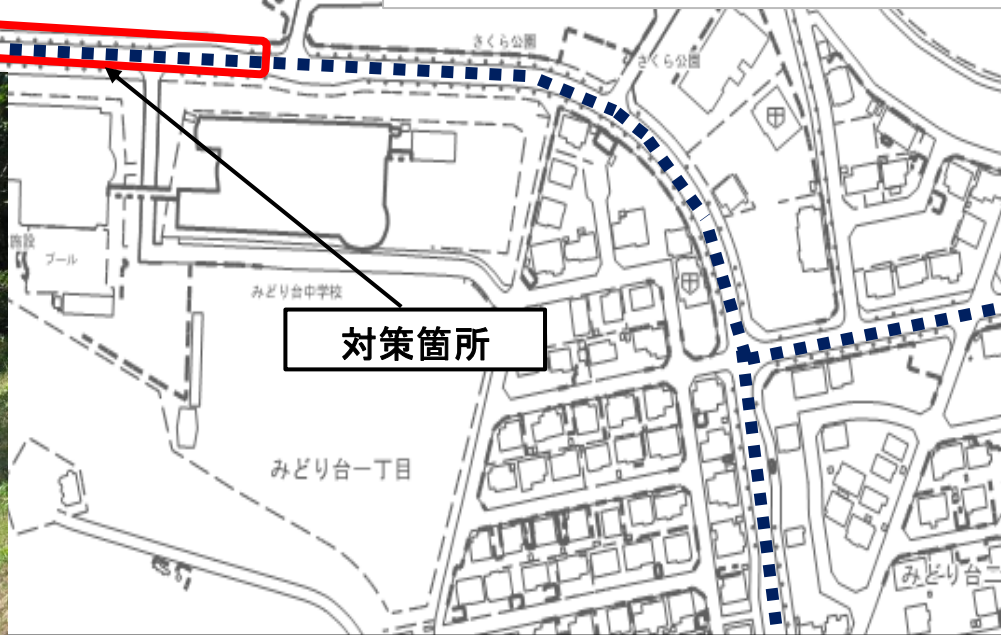 さくら公園
さくら公園
施設
プール
みどり台中学校
対策箇所
みどり台一丁目
みどり台二